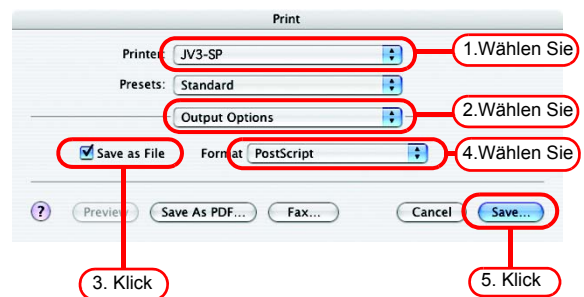 Print
Printer: JV3-SP 1.Wählen Sie
Presets: Standard
Output Options 2.Wählen Sie
Save as File Format PostScript 4.Wählen Sie
? Preview Save As PDF... Fax... Cancel Save...
3. Klick 5. Klick